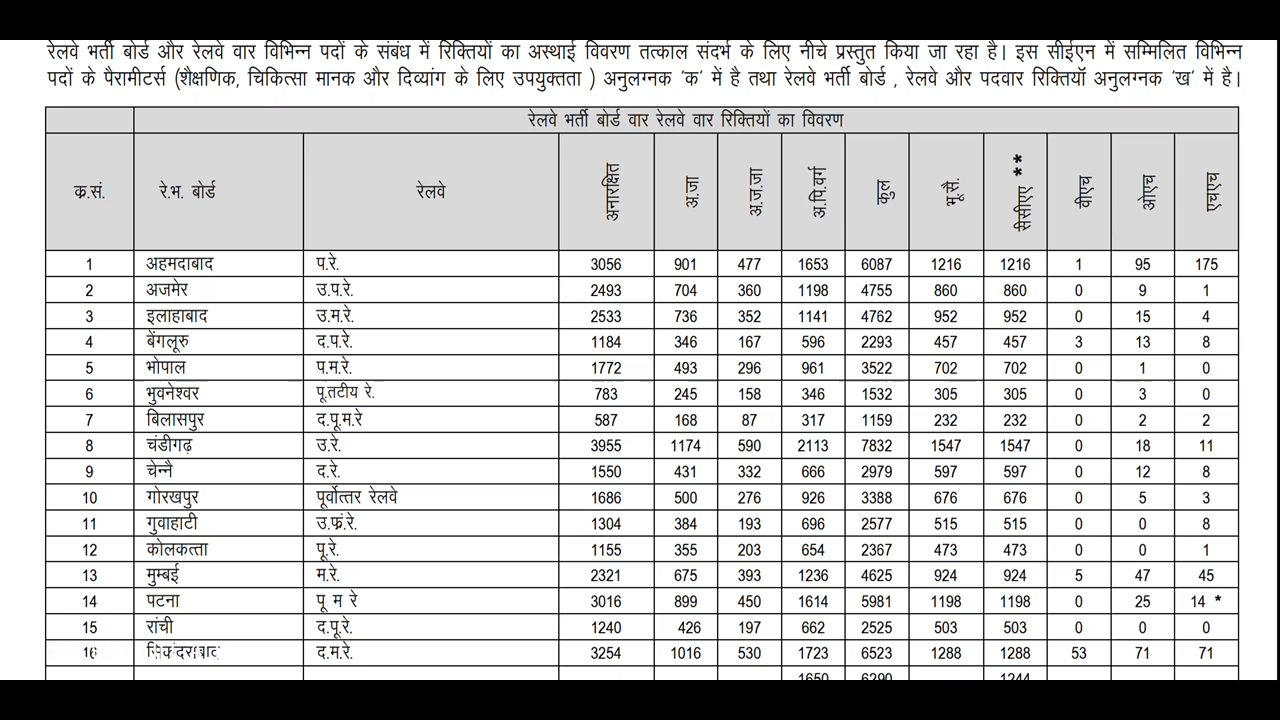 रेलवे भर्ती बोर्ड और रेलवे वार विभिन्न पदों के संबंध में रिक्तियों का अस्थाई विवरण तत्काल संदर्भ के लिए नीचे प्रस्तुत किया जा रहा है। इस सीईएन में सम्मिलित विभिन्न
पदों के पैरामीटर्स (शैक्षणिक, चिकित्सा मानक और दिव्यांग के लिए उपयुक्तता ) अनुलग्नक 'क' में है तथा रेलवे भर्ती बोर्ड , रेलवे और पदवार रिक्तियॉ अनुलग्नक 'ख' में है।
रेलवे भर्ती बोर्ड वार रेलवे वार रिक्तियों का विवरण
क्र.सं. रे.भ. बोर्ड रेलवे अनारक्षित अ.जा अ.ज.जा अ.पि.वर्ग कुल भू.सै. सीसीएए ** वीएच ओएच एचएच
1 अहमदाबाद प.रे. 3056 901 477 1653 6087 1216 1216 1 95 175
2 अजमेर उ.प.रे. 2493 704 360 1198 4755 860 860 0 9 1
3 इलाहाबाद उ.म.रे. 2533 736 352 1141 4762 952 952 0 15 4
4 बेंगलूरु द.प.रे. 1184 346 167 596 2293 457 457 3 13 8
5 भोपाल प.म.रे. 1772 493 296 961 3522 702 702 0 1 0
6 भुवनेश्वर पू.तटीय रे. 783 245 158 346 1532 305 305 0 3 0
7 बिलासपुर द.पू.म.रे 587 168 87 317 1159 232 232 0 2 2
8 चंडीगढ़ उ.रे. 3955 1174 590 2113 7832 1547 1547 0 18 11
9 चेन्नै द.रे. 1550 431 332 666 2979 597 597 0 12 8
10 गोरखपुर पूर्वोत्तर रेलवे 1686 500 276 926 3388 676 676 0 5 3
11 गुवाहाटी उ.फ्रं.रे. 1304 384 193 696 2577 515 515 0 0 8
12 कोलकत्ता पू.रे. 1155 355 203 654 2367 473 473 0 0 1
13 मुम्बई म.रे. 2321 675 393 1236 4625 924 924 5 47 45
14 पटना पू म रे 3016 899 450 1614 5981 1198 1198 0 25 14 *
15 रांची द.पू.रे. 1240 426 197 662 2525 503 503 0 0 0
16 सिकंदराबाद द.म.रे. 3254 1016 530 1723 6523 1288 1288 53 71 71
1650 6290 1244